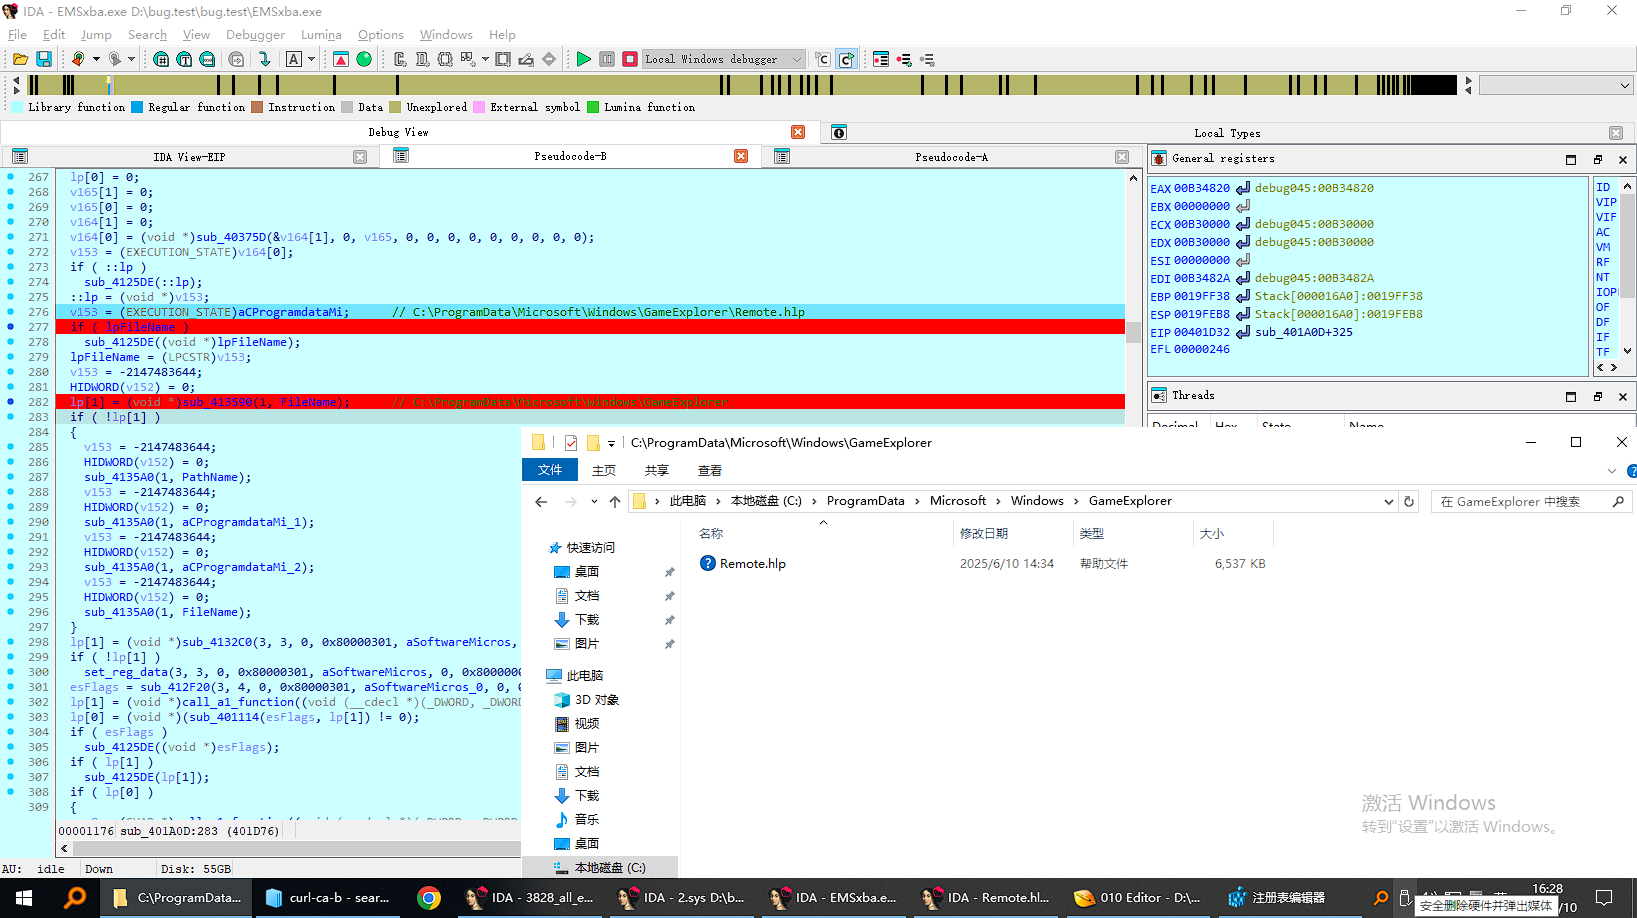 IDA - EMSxba.exe D:\bug.test\bug.test\EMSxba.exe
File Edit Jump Search View Debugger Lumina Options Windows Help
Local Windows debugger
Library function Regular function Instruction Data Unexplored External symbol Lumina function
Debug View
Local Types
IDA View-EIP
Pseudocode-B
Pseudocode-A
267 lp[0] = 0;
268 v165[1] = 0;
269 v165[0] = 0;
270 v164[1] = 0;
271 v164[0] = (void *)sub_40375D(&v164[1], 0, v165, 0, 0, 0, 0, 0, 0, 0, 0, 0);
272 v153 = (EXECUTION_STATE)v164[0];
273 if ( ::lp )
274 sub_4125DE(::lp);
275 ::lp = (void *)v153;
276 v153 = (EXECUTION_STATE)aCProgramdataMi; // C:\ProgramData\Microsoft\Windows\GameExplorer\Remote.hlp
277 if ( lpFileName )
278 sub_4125DE((void *)lpFileName);
279 lpFileName = (LPCSTR)v153;
280 v153 = -2147483644;
281 HIDWORD(v152) = 0;
282 lp[1] = (void *)sub_413590(1, FileName); // C:\ProgramData\Microsoft\Windows\GameExplorer
283 if ( !lp[1] )
284 {
285 v153 = -2147483644;
286 HIDWORD(v152) = 0;
287 sub_4135A0(1, PathName);
288 v153 = -2147483644;
289 HIDWORD(v152) = 0;
290 sub_4135A0(1, aCProgramdataMi_1);
291 v153 = -2147483644;
292 HIDWORD(v152) = 0;
293 sub_4135A0(1, aCProgramdataMi_2);
294 v153 = -2147483644;
295 HIDWORD(v152) = 0;
296 sub_4135A0(1, FileName);
297 }
298 lp[1] = (void *)sub_4132C0(3, 3, 0, 0x80000301, aSoftwareMicros,
299 if ( !lp[1] )
300 set_reg_data(3, 3, 0, 0x80000301, aSoftwareMicros, 0, 0x8000000
301 esFlags = sub_412F20(3, 4, 0, 0x80000301, aSoftwareMicros_0, 0, 0
302 lp[1] = (void *)call_a1_function((void (__cdecl *)(_DWORD, _DWORD
303 lp[0] = (void *)(sub_401114(esFlags, lp[1]) != 0);
304 if ( esFlags )
305 sub_4125DE((void *)esFlags);
306 if ( lp[1] )
307 sub_4125DE(lp[1]);
308 if ( lp[0] )
309 {
00001176 sub_401A0D:283 (401D76)
AU: idle Down Disk: 55GB
General registers
EAX 00B34820 debug045:00B34820
EBX 00000000
ECX 00B30000 debug045:00B30000
EDX 00B30000 debug045:00B30000
ESI 00000000
EDI 00B3482A debug045:00B3482A
EBP 0019FF38 Stack[000016A0]:0019FF38
ESP 0019FEB8 Stack[000016A0]:0019FEB8
EIP 00401D32 sub_401A0D+325
EFL 00000246
ID
VIP
VIF
AC
VM
RF
NT
IOPL
OF
DF
IF
TF
Threads
Decimal Hex State Name
C:\ProgramData\Microsoft\Windows\GameExplorer
文件 主页 共享 查看
此电脑 本地磁盘 (C:) ProgramData Microsoft Windows GameExplorer
在 GameExplorer 中搜索
名称 修改日期 类型 大小
Remote.hlp 2025/6/10 14:34 帮助文件 6,537 KB
快速访问
桌面
文档
下载
图片
此电脑
3D 对象
视频
图片
文档
下载
音乐
桌面
本地磁盘 (C:)
激活 Windows
转到"设置"以激活 Windows。
C:\ProgramData... curl-ca-b - sear... IDA - 3828_all_e... IDA - 2.sys D:\b... IDA - EMSxba.e... IDA - Remote.hl... 010 Editor - D:\... 注册表编辑器
16:28
安全删除硬件并弹出媒体
/10